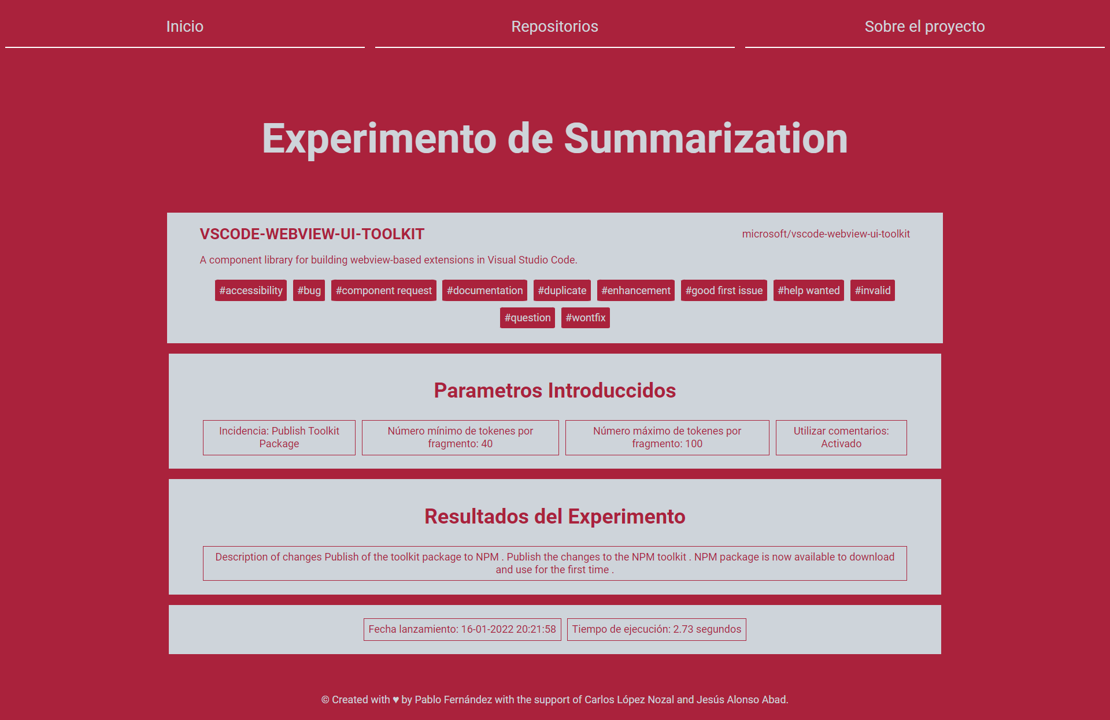 Inicio
Repositorios
Sobre el proyecto
Experimento de Summarization
VSCODE-WEBVIEW-UI-TOOLKIT
microsoft/vscode-webview-ui-toolkit
A component library for building webview-based extensions in Visual Studio Code.
#accessibility #bug #component request #documentation #duplicate #enhancement #good first issue #help wanted #invalid
#question #wontfix
Parametros Introduccidos
Incidencia: Publish Toolkit
Package
Número mínimo de tokenes por
fragmento: 40
Número máximo de tokenes por
fragmento: 100
Utilizar comentarios:
Activado
Resultados del Experimento
Description of changes Publish of the toolkit package to NPM . Publish the changes to the NPM toolkit . NPM package is now available to download
and use for the first time .
Fecha lanzamiento: 16-01-2022 20:21:58
Tiempo de ejecución: 2.73 segundos
© Created with ♥ by Pablo Fernández with the support of Carlos López Nozal and Jesús Alonso Abad.